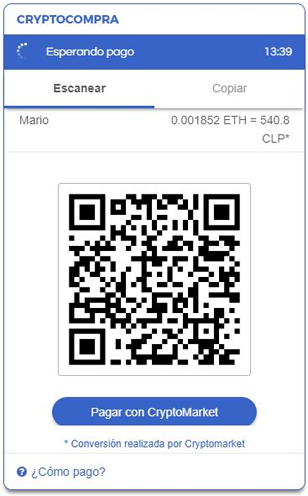 CRYPTOCOMPRA
Esperando pago 13:39
Escanear Copiar
Mario 0.001852 ETH = 540.8
CLP*
Pagar con CryptoMarket
* Conversión realizada por Cryptomarket
? ¿Cómo pago?